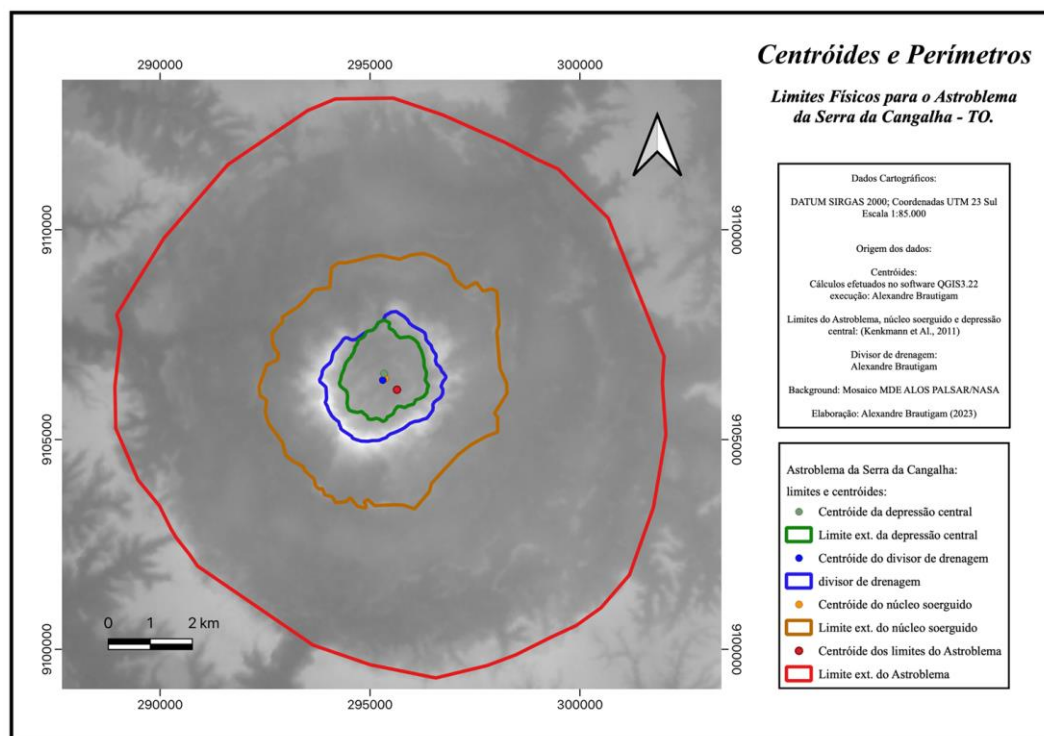 Centróides e Perímetros
Limites Físicos para o Astroblema
da Serra da Cangalha - TO.
290000
295000
300000
9110000
9110000
9105000
9105000
9100000
9100000
0 1 2 km
290000
295000
300000
Dados Cartográficos:
DATUM SIRGAS 2000; Coordenadas UTM 23 Sul
Escala 1:85.000
Origem dos dados:
Centróides:
Cálculos efetuados no software QGIS3.22
execução: Alexandre Brautigam
Limites do Astroblema, núcleo soerguido e depressão
central: (Kenkmann et Al., 2011)
Divisor de drenagem:
Alexandre Brautigam
Background: Mosaico MDE ALOS PALSAR/NASA
Elaboração: Alexandre Brautigam (2023)
Astroblema da Serra da Cangalha:
limites e centróides:
Centróide da depressão central
Limite ext. da depressão central
Centróide do divisor de drenagem
divisor de drenagem
Centróide do núcleo soerguido
Limite ext. do núcleo soerguido
Centróide dos limites do Astroblema
Limite ext. do Astroblema